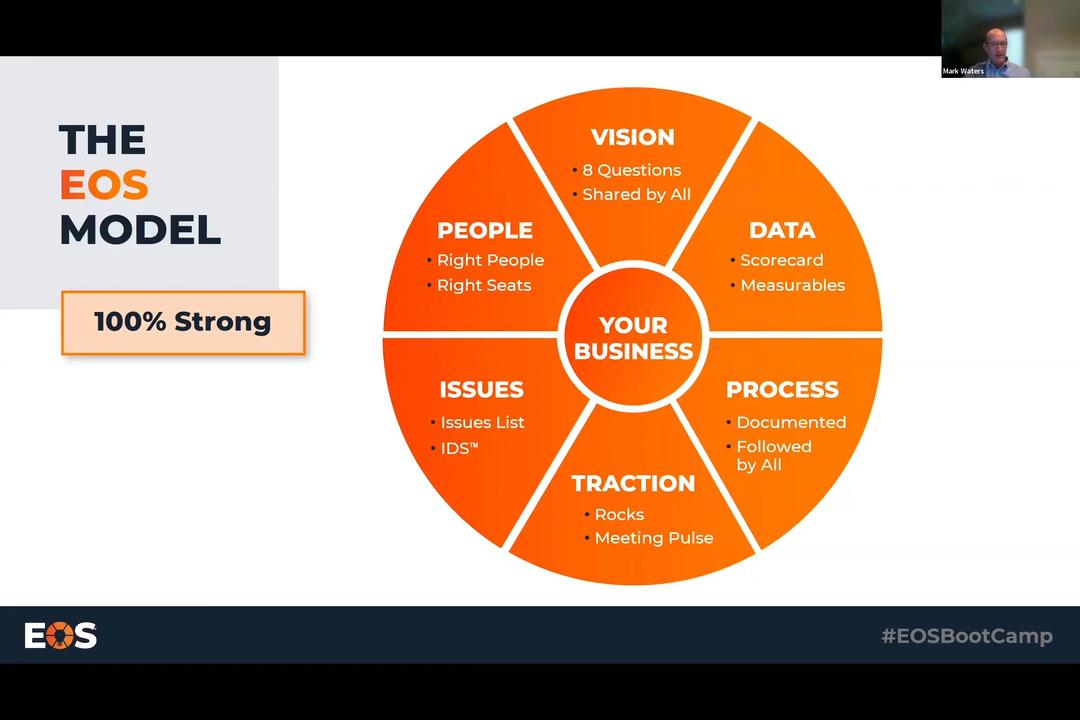 Mark Waters
THE
EOS
MODEL
100% Strong
VISION
• 8 Questions
• Shared by All
DATA
• Scorecard
• Measurables
PROCESS
• Documented
• Followed
by All
TRACTION
• Rocks
• Meeting Pulse
ISSUES
• Issues List
• IDS™
PEOPLE
• Right People
• Right Seats
YOUR
BUSINESS
EOS
#EOSBootCamp